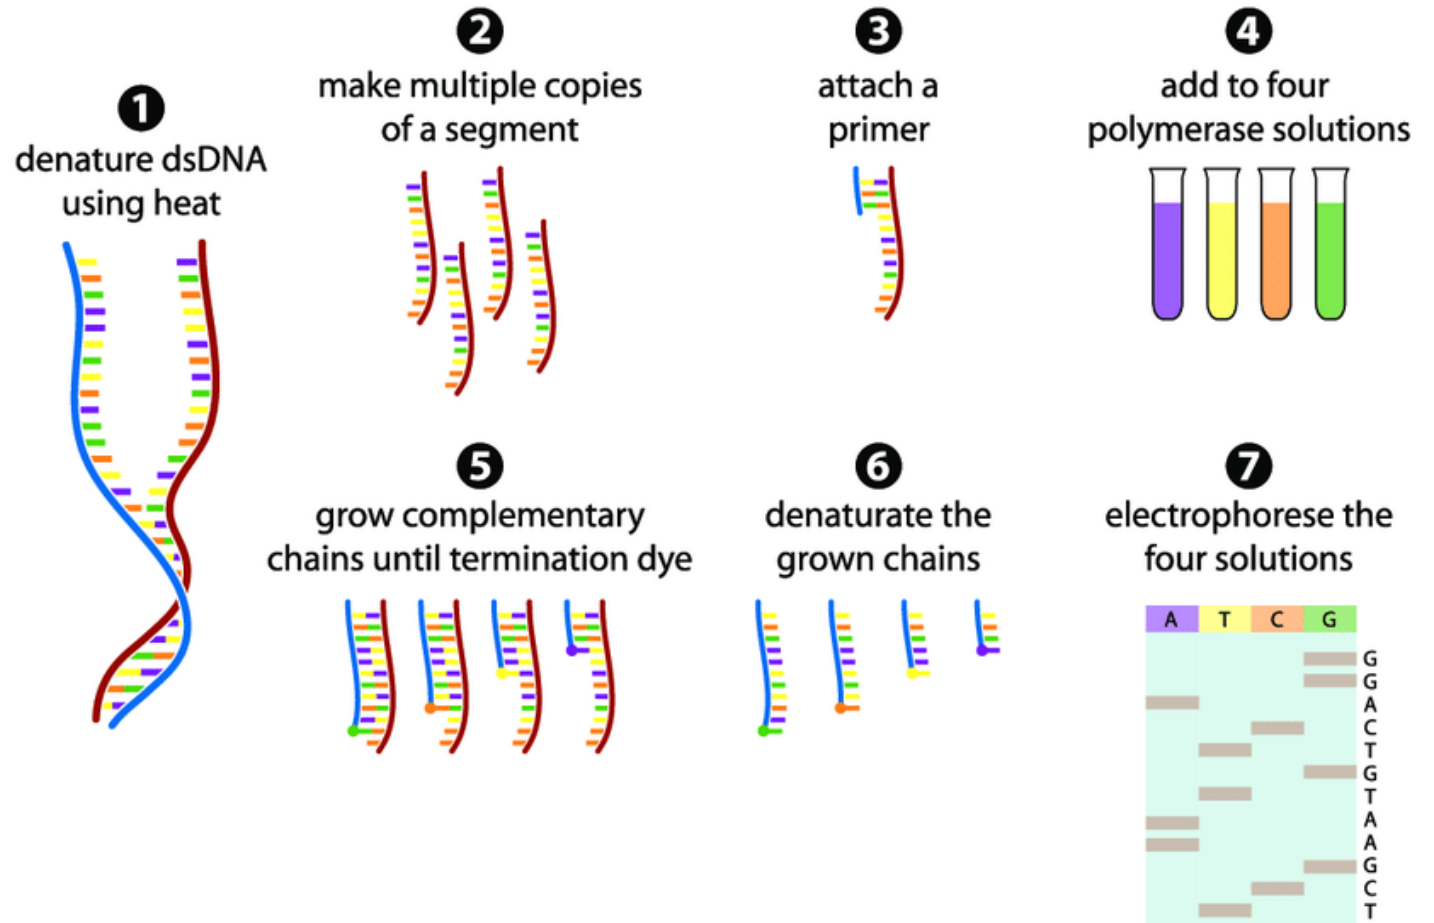 1
denature dsDNA
using heat
2
make multiple copies
of a segment
3
attach a
primer
4
add to four
polymerase solutions
5
grow complementary
chains until termination dye
6
denaturate the
grown chains
7
electrophorese the
four solutions
A T C G
G
G
A
C
T
G
T
A
A
G
C
T